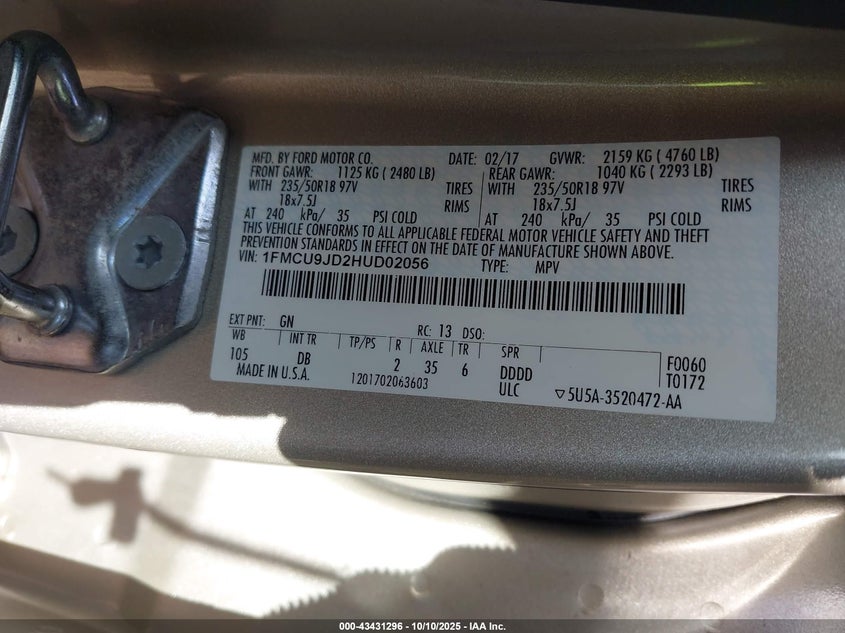 MFD. BY FORD MOTOR CO. DATE: 02/17 GVWR: 2159 KG ( 4760 LB)
FRONT GAWR: 1125 KG ( 2480 LB) REAR GAWR: 1040 KG ( 2293 LB)
WITH 235/50R18 97V TIRES WITH 235/50R18 97V TIRES
18x7.5J RIMS 18x7.5J RIMS
AT 240 kPa/ 35 PSI COLD AT 240 kPa/ 35 PSI COLD
THIS VEHICLE CONFORMS TO ALL APPLICABLE FEDERAL MOTOR VEHICLE SAFETY AND THEFT
PREVENTION STANDARDS IN EFFECT ON THE DATE OF MANUFACTURE SHOWN ABOVE.
VIN: 1FMCU9JD2HUD02056 TYPE: MPV
EXT PNT: GN RC: 13 DSO:
WB INT TR TP/PS R AXLE TR SPR F0060
105 DB 2 35 6 DDDD T0172
MADE IN U.S.A. 1201702063603 ULC ▽5U5A-3520472-AA
000-43431296 - 10/10/2025 - IAA Inc.